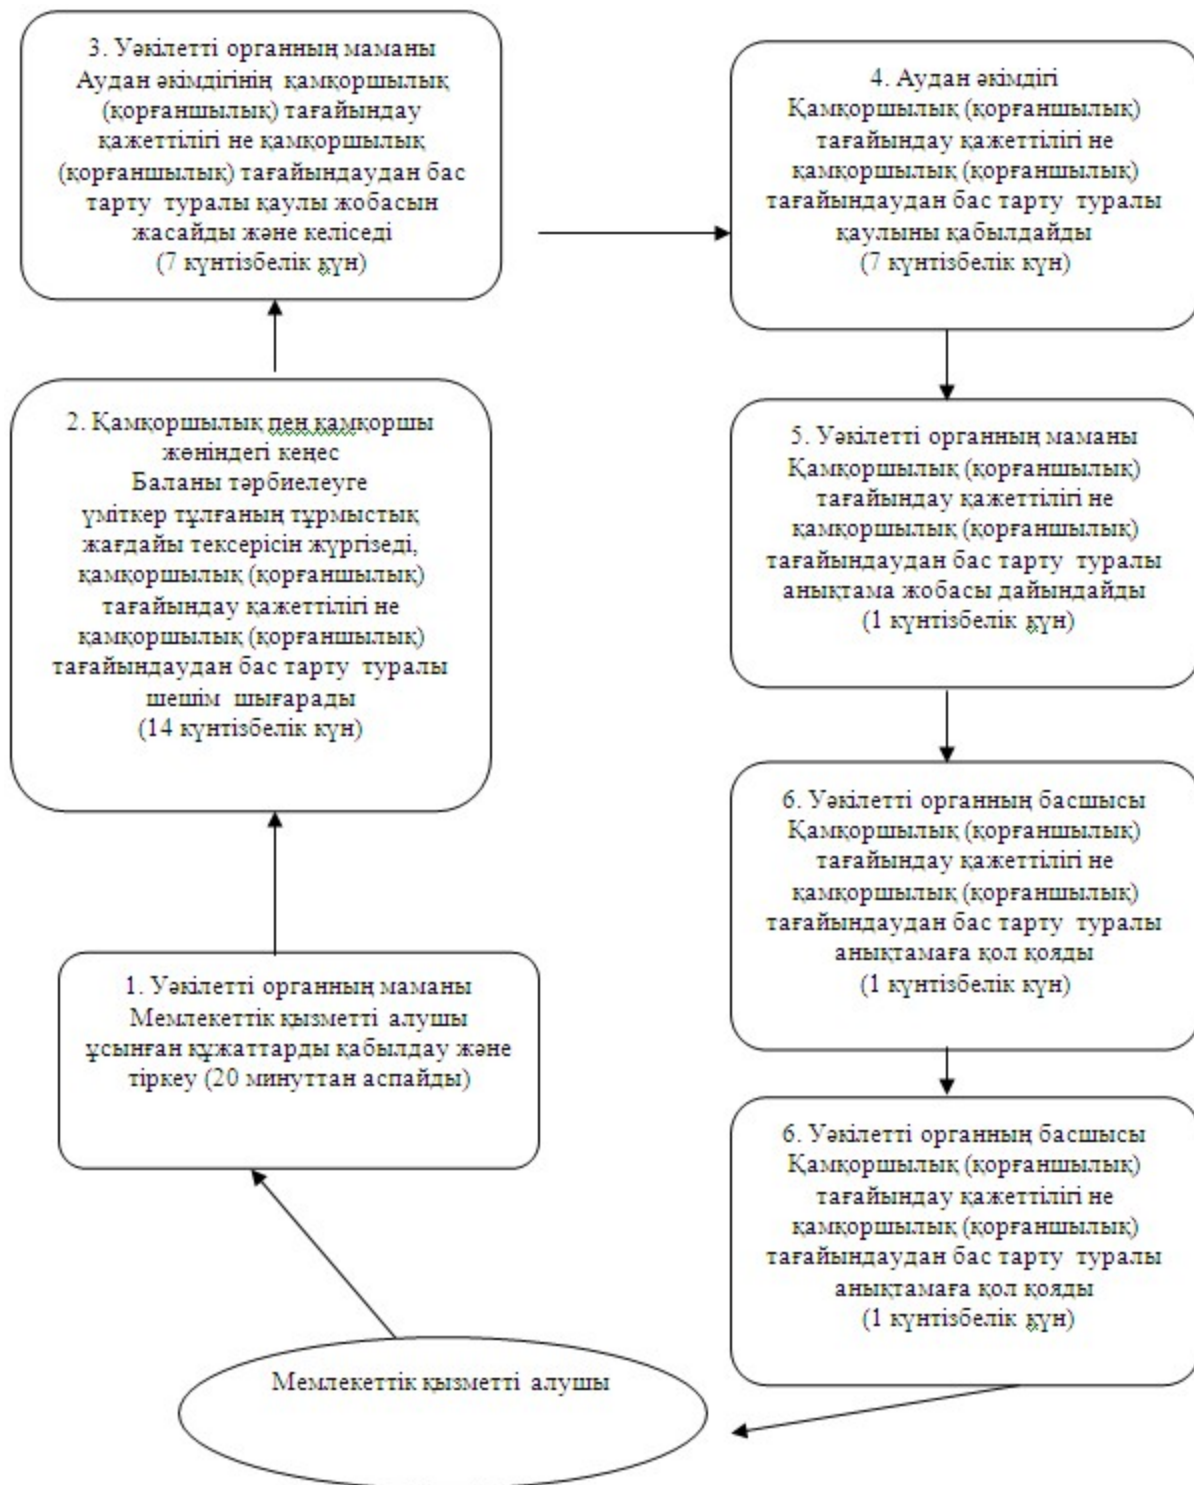 3. Уәкілетті органның маманы
Аудан әкімдігінің қамқоршылық
(қорғаншылық) тағайындау
қажеттілігі не қамқоршылық
(қорғаншылық) тағайындаудан бас
тарту туралы қаулы жобасын
жасайды және келіседі
(7 күнтізбелік күн)
4. Аудан әкімдігі
Қамқоршылық (қорғаншылық)
тағайындау қажеттілігі не
қамқоршылық (қорғаншылық)
тағайындаудан бас тарту туралы
қаулыны қабылдайды
(7 күнтізбелік күн)
2. Қамқоршылық пен қамқоршы
жөніндегі кеңес
Баланы тәрбиелеуге
үміткер тұлғаның тұрмыстық
жағдайы тексерісін жүргізеді,
қамқоршылық (қорғаншылық)
тағайындау қажеттілігі не
қамқоршылық (қорғаншылық)
тағайындаудан бас тарту туралы
шешім шығарады
(14 күнтізбелік күн)
5. Уәкілетті органның маманы
Қамқоршылық (қорғаншылық)
тағайындау қажеттілігі не
қамқоршылық (қорғаншылық)
тағайындаудан бас тарту туралы
анықтама жобасы дайындайды
(1 күнтізбелік күн)
6. Уәкілетті органның басшысы
Қамқоршылық (қорғаншылық)
тағайындау қажеттілігі не
қамқоршылық (қорғаншылық)
тағайындаудан бас тарту туралы
анықтамаға қол қояды
(1 күнтізбелік күн)
1. Уәкілетті органның маманы
Мемлекеттік қызметті алушы
ұсынған құжаттарды қабылдау және
тіркеу (20 минуттан аспайды)
6. Уәкілетті органның басшысы
Қамқоршылық (қорғаншылық)
тағайындау қажеттілігі не
қамқоршылық (қорғаншылық)
тағайындаудан бас тарту туралы
анықтамаға қол қояды
(1 күнтізбелік күн)
Мемлекеттік қызметті алушы